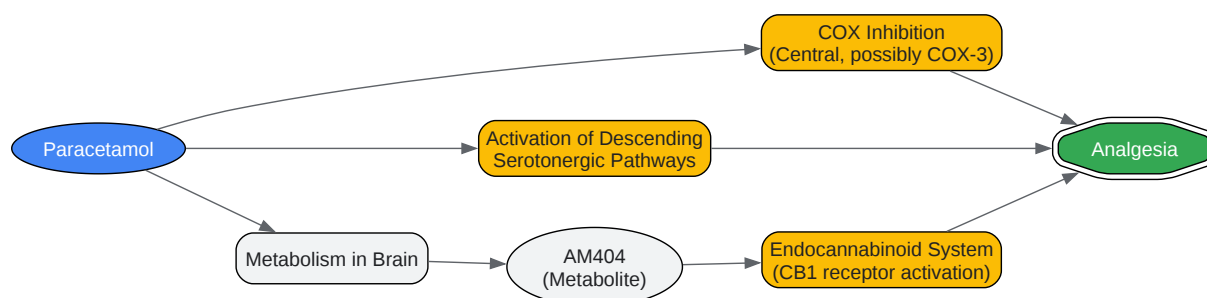 COX Inhibition
(Central, possibly COX-3)
Paracetamol
Activation of Descending
Serotonergic Pathways
Analgesia
Metabolism in Brain
AM404
(Metabolite)
Endocannabinoid System
(CB1 receptor activation)